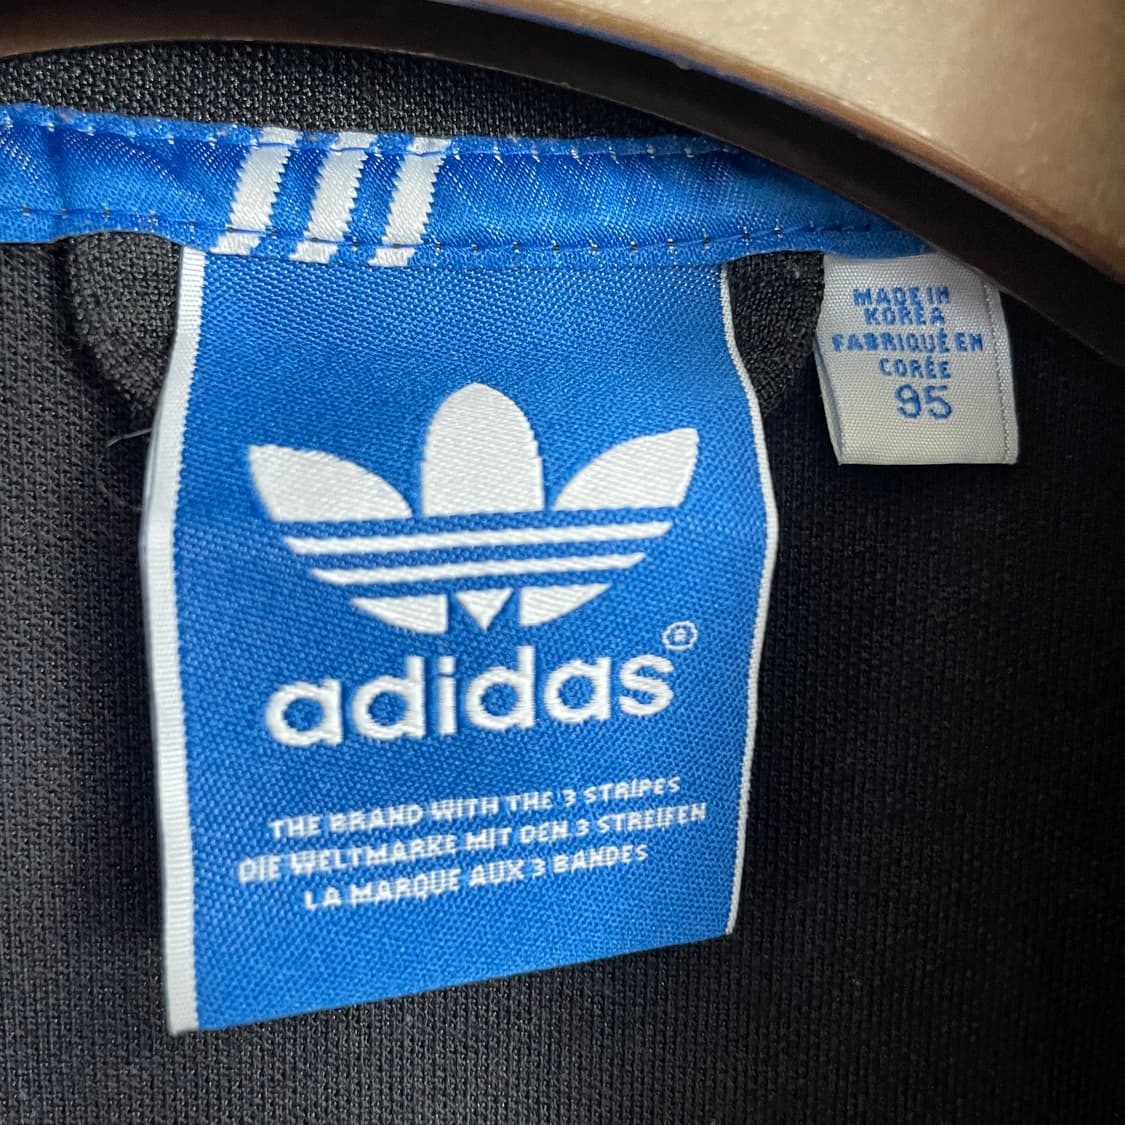 MADE IN
KOREA
FABRIQUÉ EN
CORÉE
95
adidas®
THE BRAND WITH THE 3 STRIPES
DIE WELTMARKE MIT DEN 3 STREIFEN
LA MARQUE AUX 3 BANDES